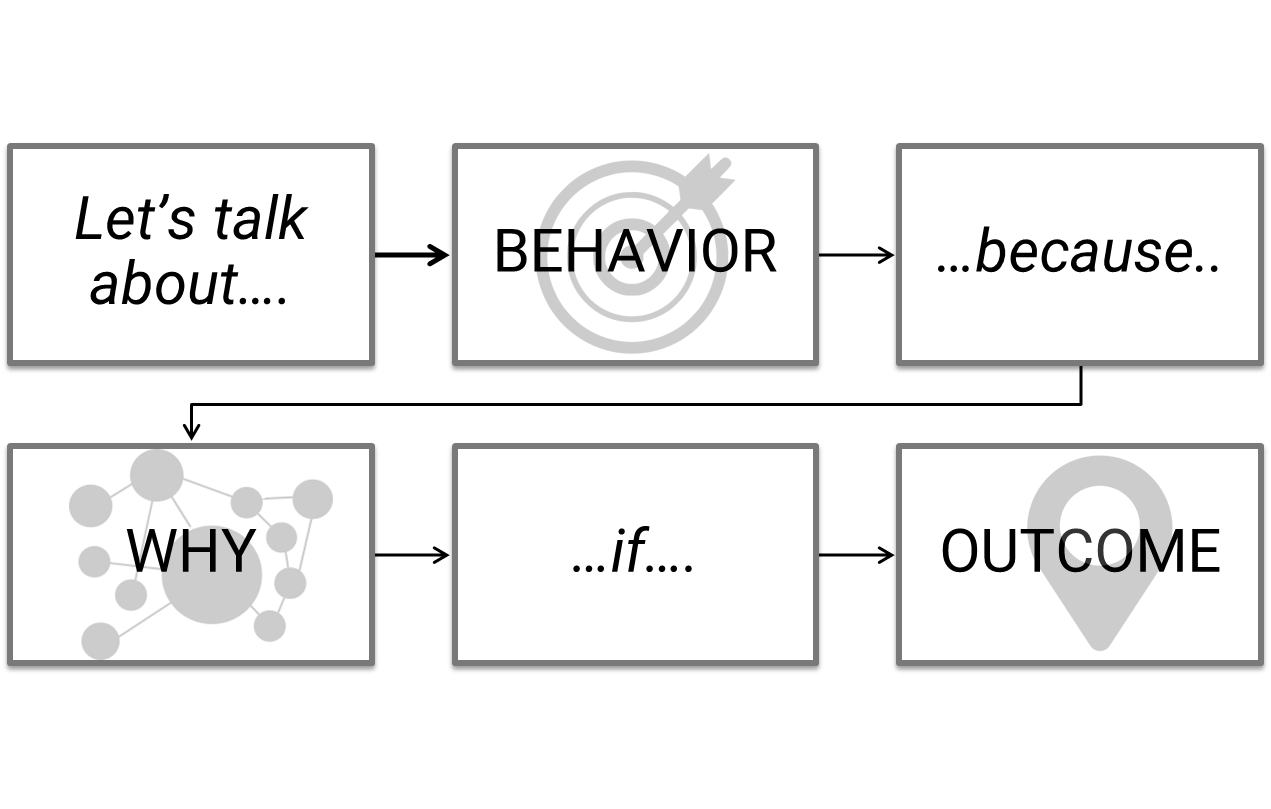 Let’s talk
about….
BEHAVIOR
…because..
WHY
…if….
OUTCOME